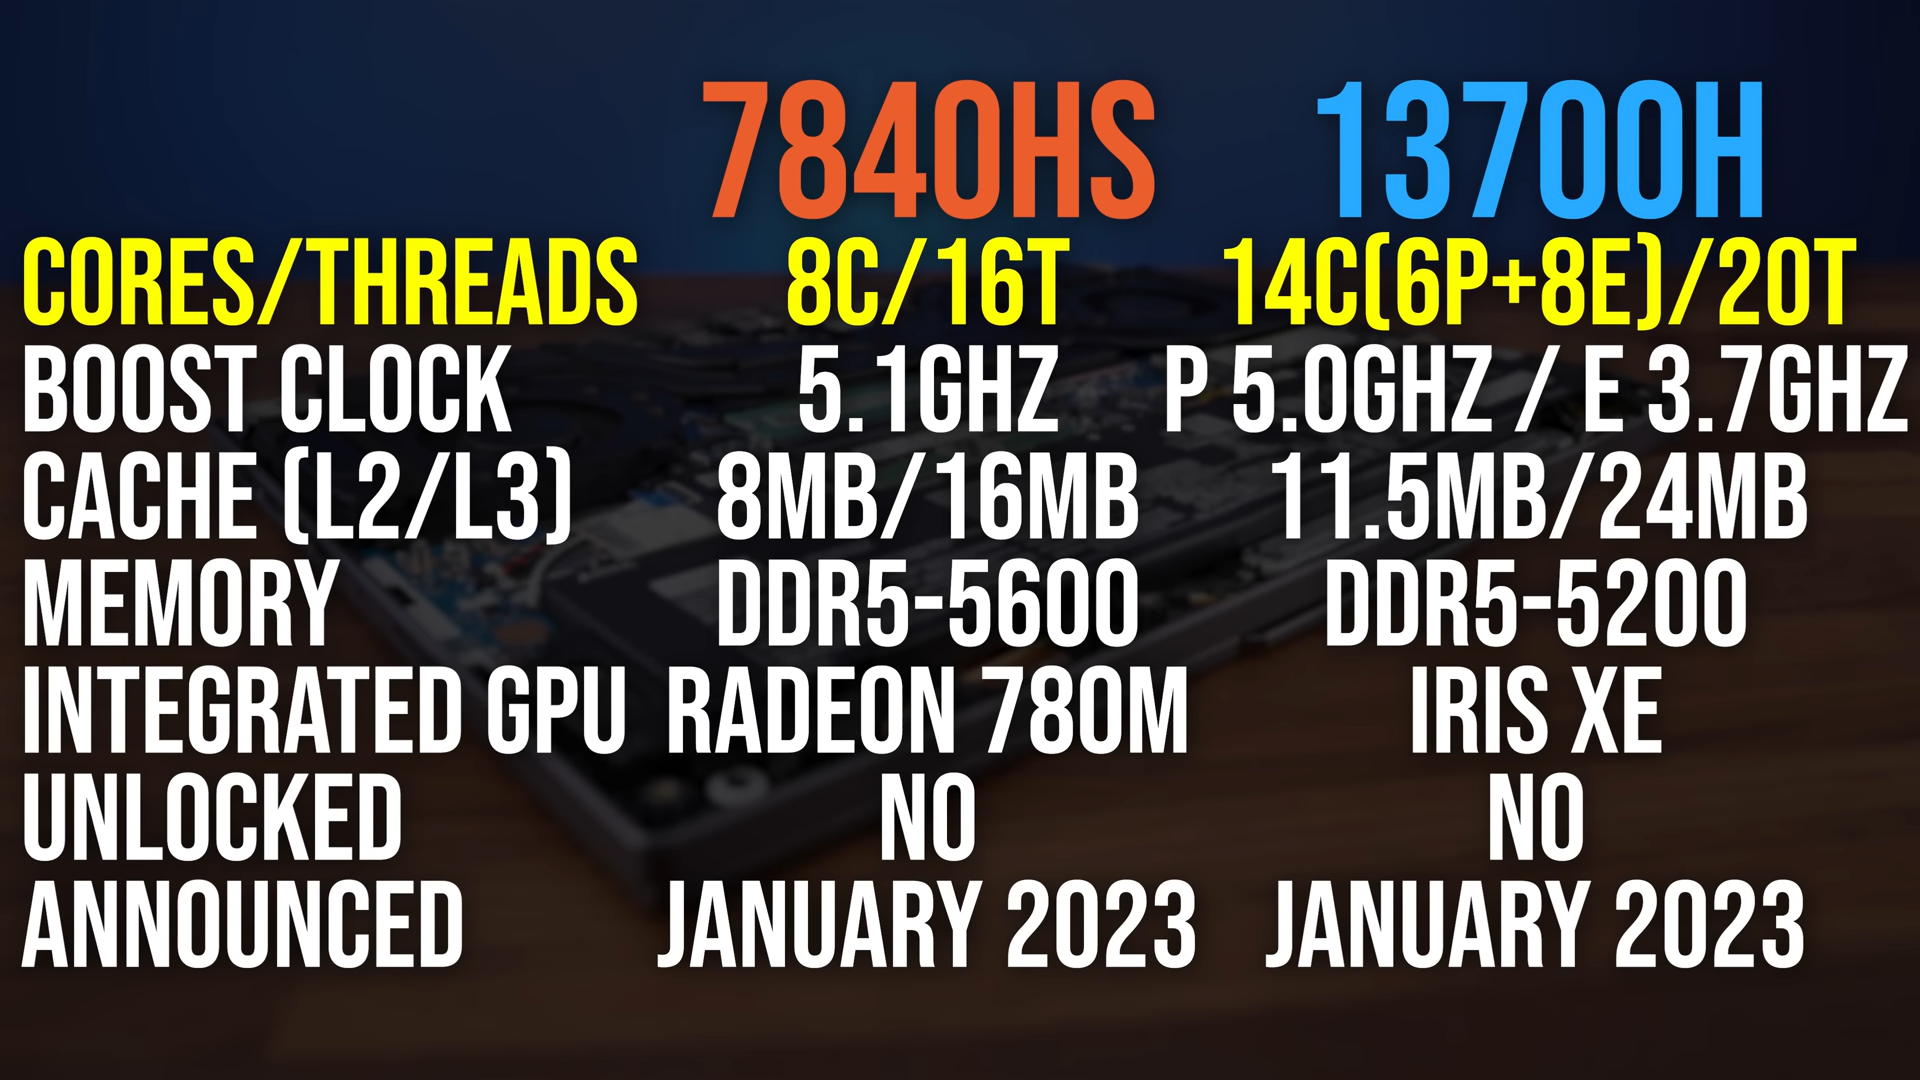 7840HS 13700H
CORES/THREADS 8C/16T 14C(6P+8E)/20T
BOOST CLOCK 5.1GHZ P 5.0GHZ / E 3.7GHZ
CACHE (L2/L3) 8MB/16MB 11.5MB/24MB
MEMORY DDR5-5600 DDR5-5200
INTEGRATED GPU RADEON 780M IRIS XE
UNLOCKED NO NO
ANNOUNCED JANUARY 2023 JANUARY 2023